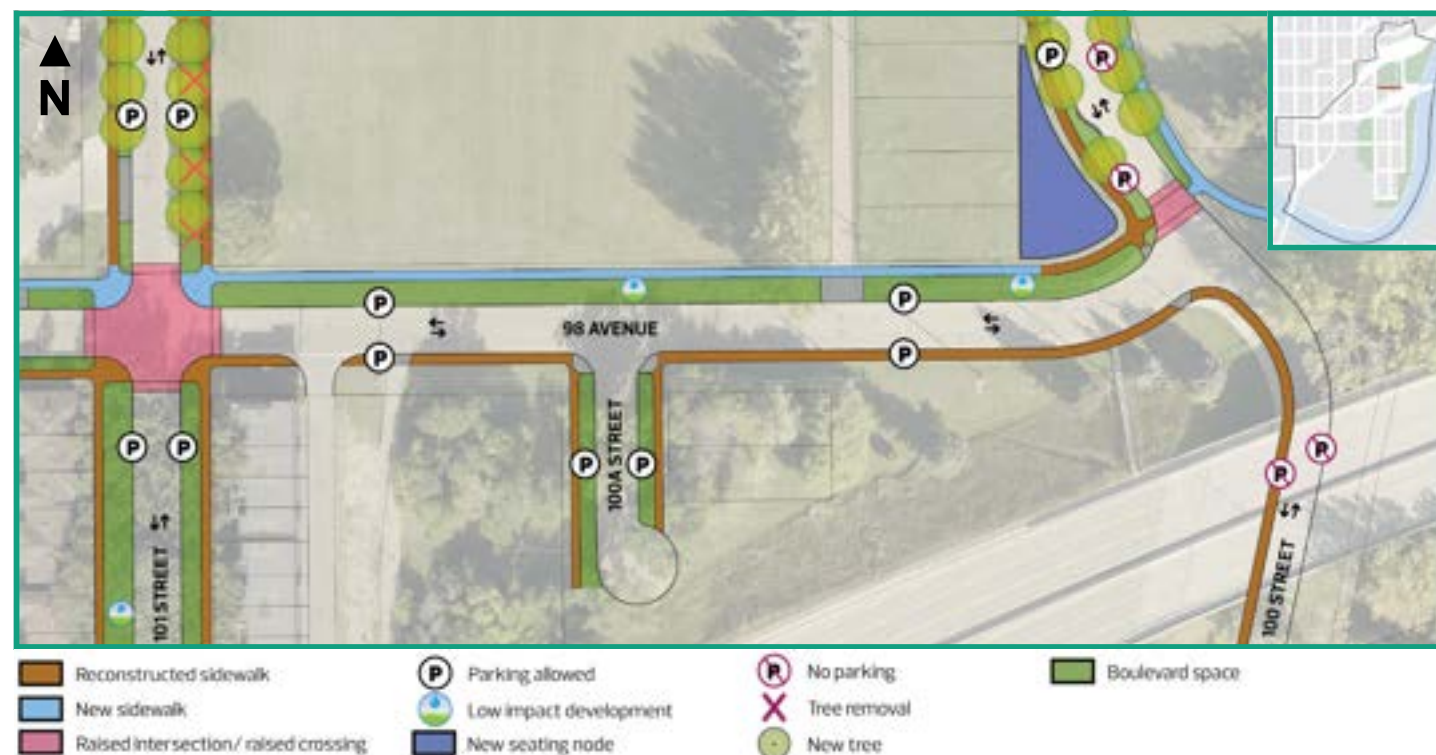 N
P
P
P
P
P
P
98 AVENUE
P
P
P
P
P
P
P
P
100A STREET
P
P
101 STREET
100 STREET
Reconstructed sidewalk
New sidewalk
Raised intersection/ raised crossing
P Parking allowed
Low impact development
New seating node
P No parking
Tree removal
New tree
Boulevard space